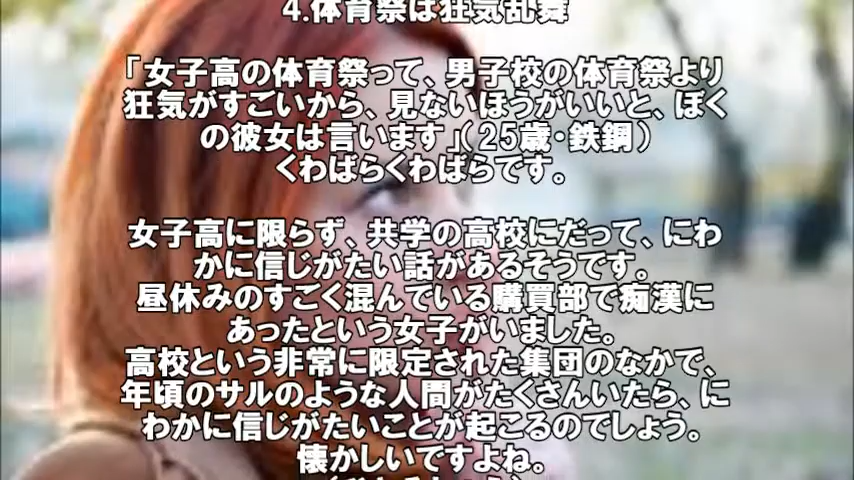 4.体育祭は狂気乱舞
「女子高の体育祭って、男子校の体育祭より
狂気がすごいから、見ないほうがいいと、ぼく
の彼女は言います」(25歳・鉄鋼)
くわばらくわばらです。
女子高に限らず、共学の高校にだって、にわ
かに信じがたい話があるそうです。
昼休みのすごく混んでいる購買部で痴漢に
あったという女子がいました。
高校という非常に限定された集団のなかで、
年頃のサルのような人間がたくさんいたら、に
わかに信じがたいことが起こるのでしょう。
懐かしいですよね。